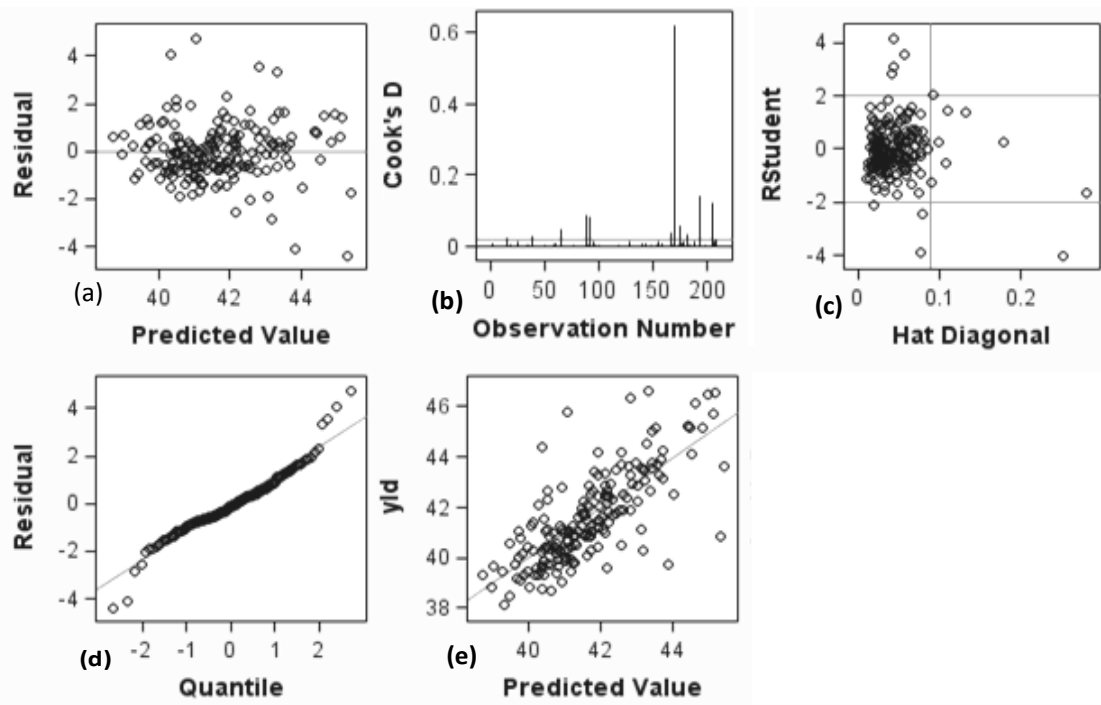 Residual
4
2
0
-2
-4
40 42 44
(a)
Predicted Value
Cook's D
0.6
0.4
0.2
0
0 50 100 150 200
(b)
Observation Number
RStudent
4
2
0
-2
-4
0 0.1 0.2
(c)
Hat Diagonal
Residual
4
2
0
-2
-4
-2 -1 0 1 2
(d)
Quantile
yld
46
44
42
40
38
40 42 44
(e)
Predicted Value